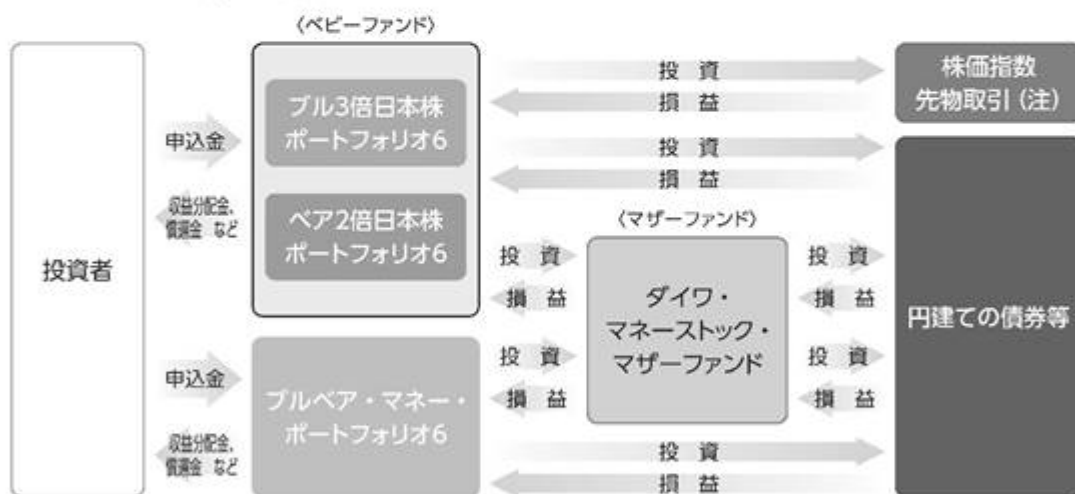 〈ベビーファンド〉
投資者
申込金
収益分配金、
償還金 など
ブル3倍日本株
ポートフォリオ6
ベア2倍日本株
ポートフォリオ6
投 資
損 益
株価指数
先物取引(注)
投 資
損 益
〈マザーファンド〉
投 資
損 益
ダイワ・
マネーストック・
マザーファンド
投 資
損 益
円建ての債券等
申込金
収益分配金、
償還金 など
ブルベア・マネー・
ポートフォリオ6
投 資
損 益
投 資
損 益
投 資
損 益